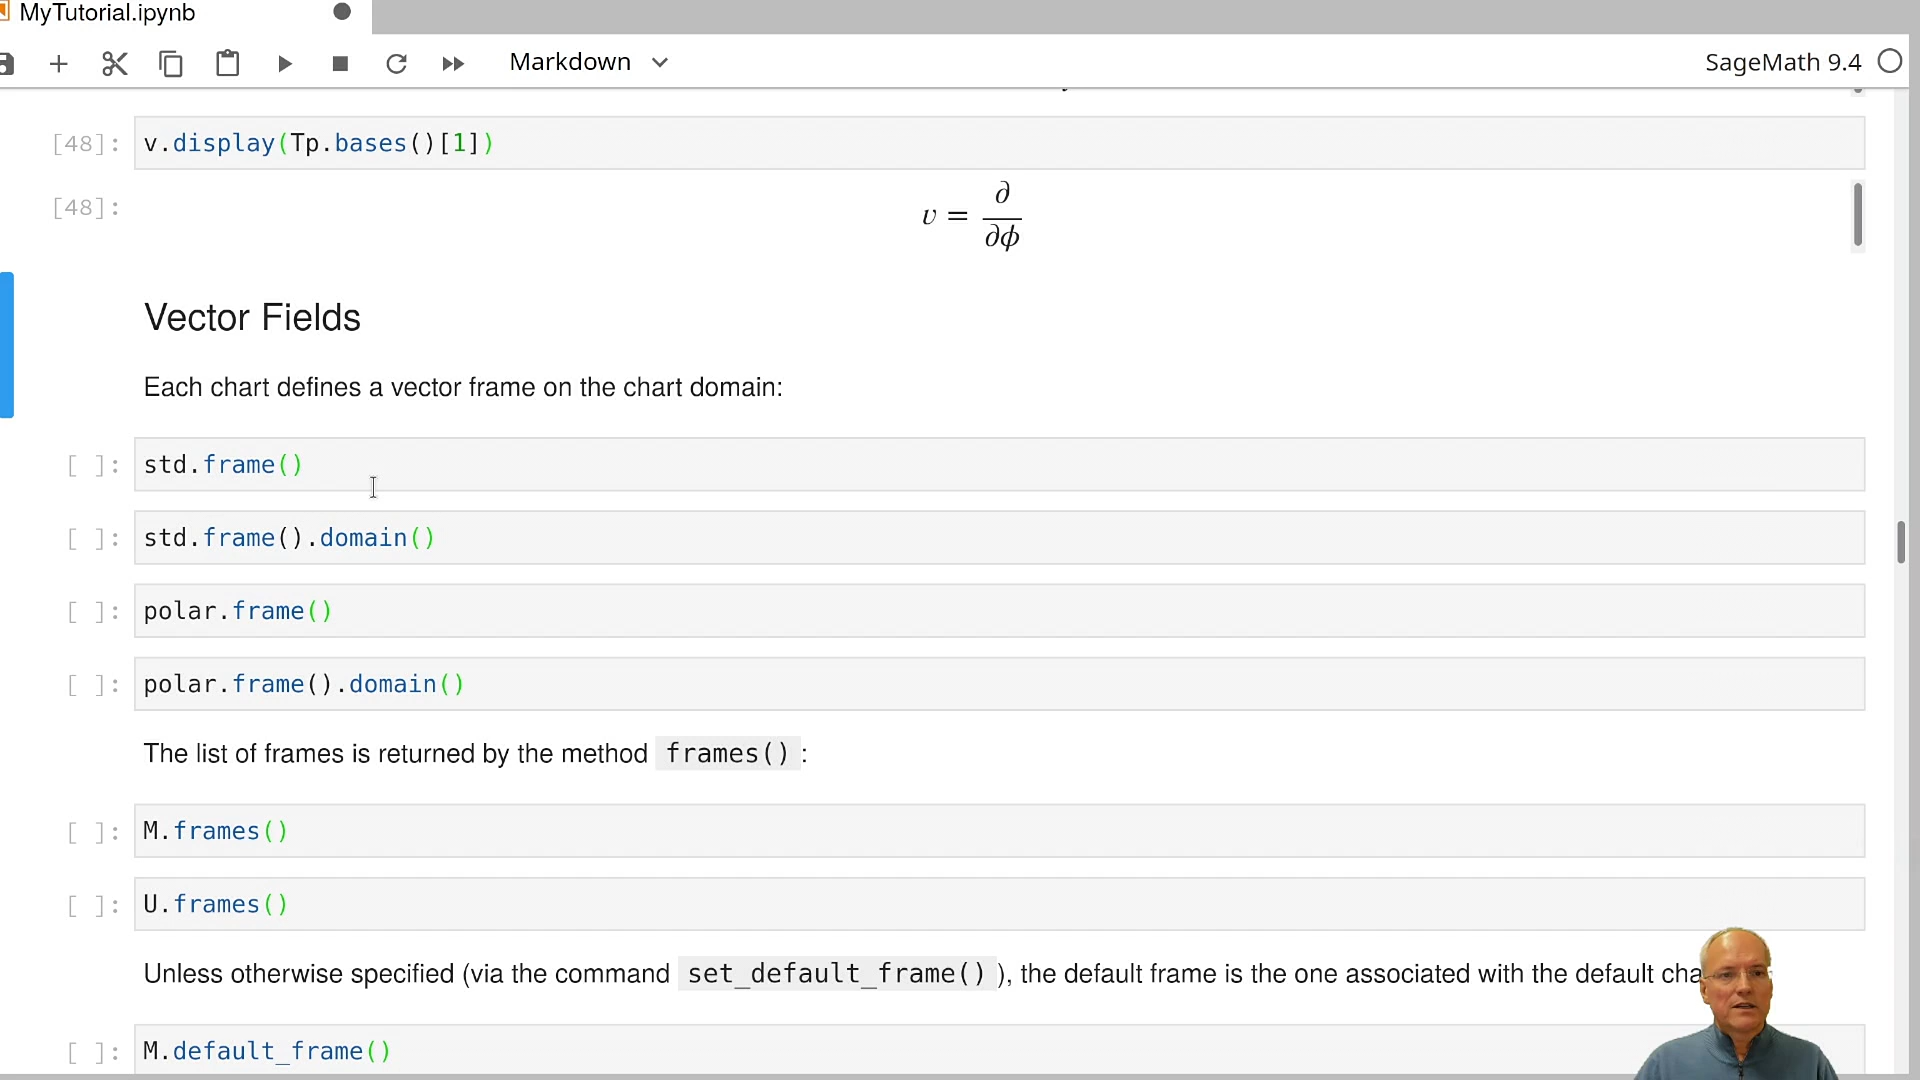 MyTutorial.ipynb
Markdown
SageMath 9.4
[48]: v.display(Tp.bases()[1])
[48]: v = ∂/∂ϕ
Vector Fields
Each chart defines a vector frame on the chart domain:
[ ]: std.frame()
[ ]: std.frame().domain()
[ ]: polar.frame()
[ ]: polar.frame().domain()
The list of frames is returned by the method frames() :
[ ]: M.frames()
[ ]: U.frames()
Unless otherwise specified (via the command set_default_frame() ), the default frame is the one associated with the default cha
[ ]: M.default_frame()